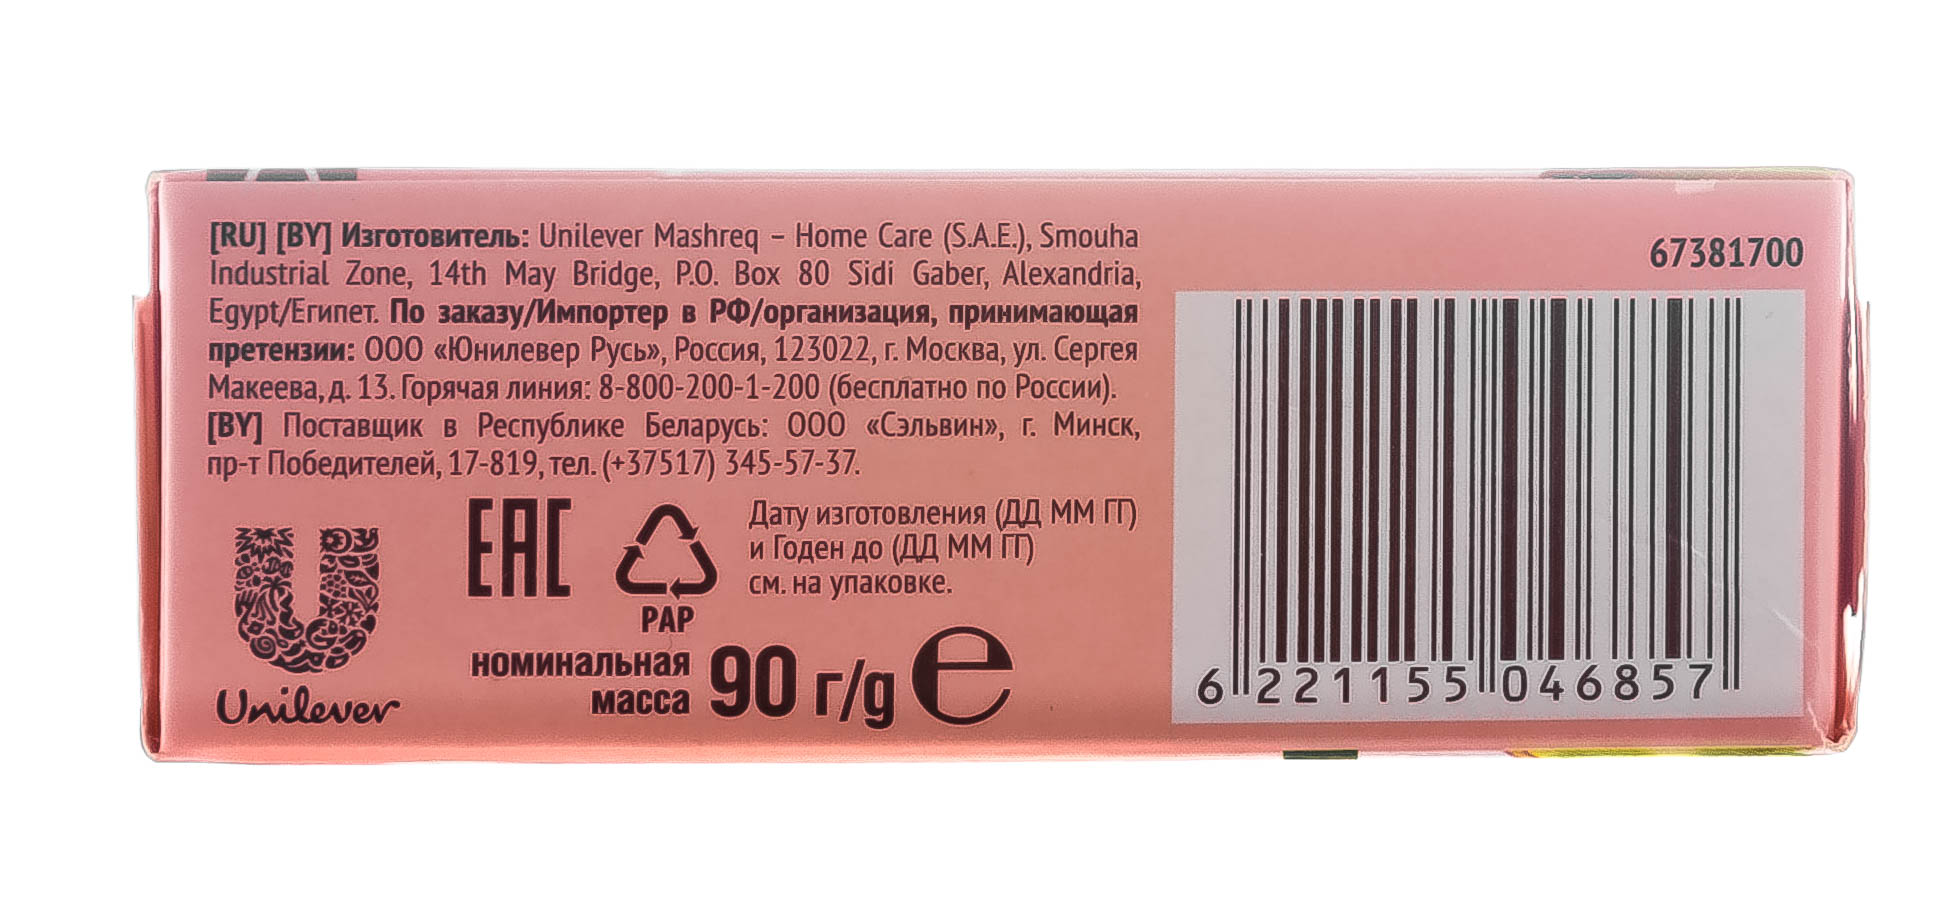 [RU] [BY] Изготовитель: Unilever Mashreq – Home Care (S.A.E.), Smouha
Industrial Zone, 14th May Bridge, P.O. Box 80 Sidi Gaber, Alexandria,
Egypt/Египет. По заказу/Импортер в РФ/организация, принимающая
претензии: ООО «Юнилевер Русь», Россия, 123022, г. Москва, ул. Сергея
Макеева, д. 13. Горячая линия: 8-800-200-1-200 (бесплатно по России).
[BY] Поставщик в Республике Беларусь: ООО «Сэльвин», г. Минск,
пр-т Победителей, 17-819, тел. (+37517) 345-57-37.
Unilever
EAC
PAP
Дату изготовления (ДД ММ ГГ)
и Годен до (ДД ММ ГГ)
см. на упаковке.
номинальная
масса 90 г/g e
67381700
6 221155 046857